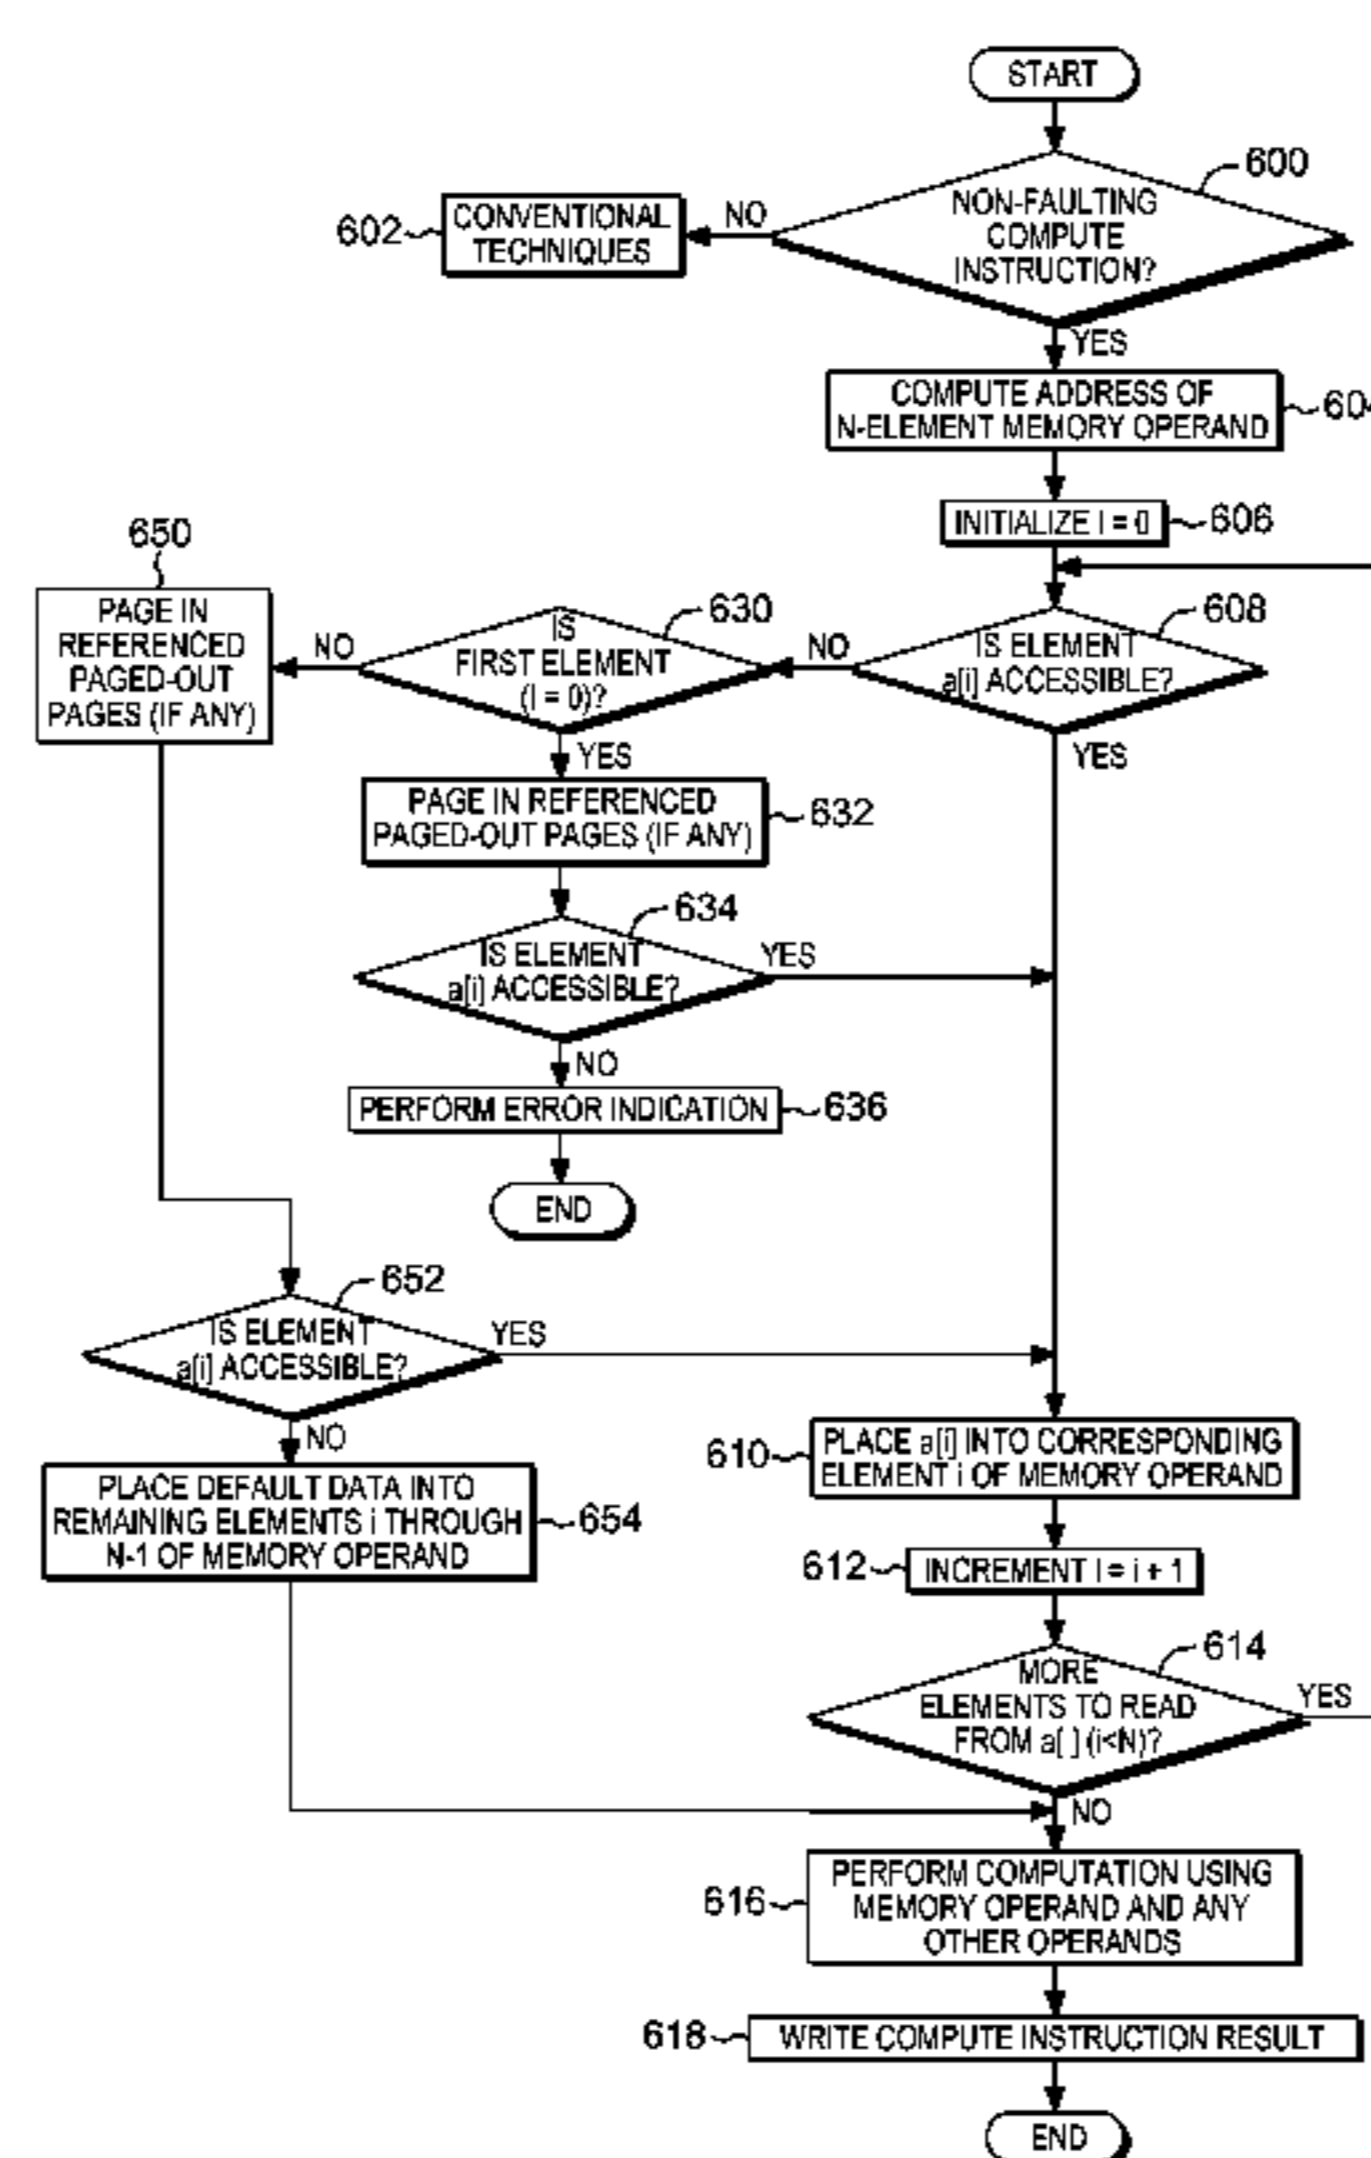 START
600
NON-FAULTING
COMPUTE
INSTRUCTION?
NO
602
CONVENTIONAL
TECHNIQUES
YES
COMPUTE ADDRESS OF
N-ELEMENT MEMORY OPERAND
INITIALIZE I = 0
606
608
IS ELEMENT
a[i] ACCESSIBLE?
NO
YES
630
IS
FIRST ELEMENT
(I = 0)?
NO
YES
650
PAGE IN
REFERENCED
PAGED-OUT
PAGES (IF ANY)
PAGE IN REFERENCED
PAGED-OUT PAGES (IF ANY)
632
634
IS ELEMENT
a[i] ACCESSIBLE?
YES
NO
PERFORM ERROR INDICATION
636
END
652
IS ELEMENT
a[i] ACCESSIBLE?
YES
NO
PLACE DEFAULT DATA INTO
REMAINING ELEMENTS i THROUGH
N-1 OF MEMORY OPERAND
654
610
PLACE a[i] INTO CORRESPONDING
ELEMENT i OF MEMORY OPERAND
612
INCREMENT I = i + 1
614
MORE
ELEMENTS TO READ
FROM a[ ] (i<N)?
YES
NO
616
PERFORM COMPUTATION USING
MEMORY OPERAND AND ANY
OTHER OPERANDS
618
WRITE COMPUTE INSTRUCTION RESULT
END